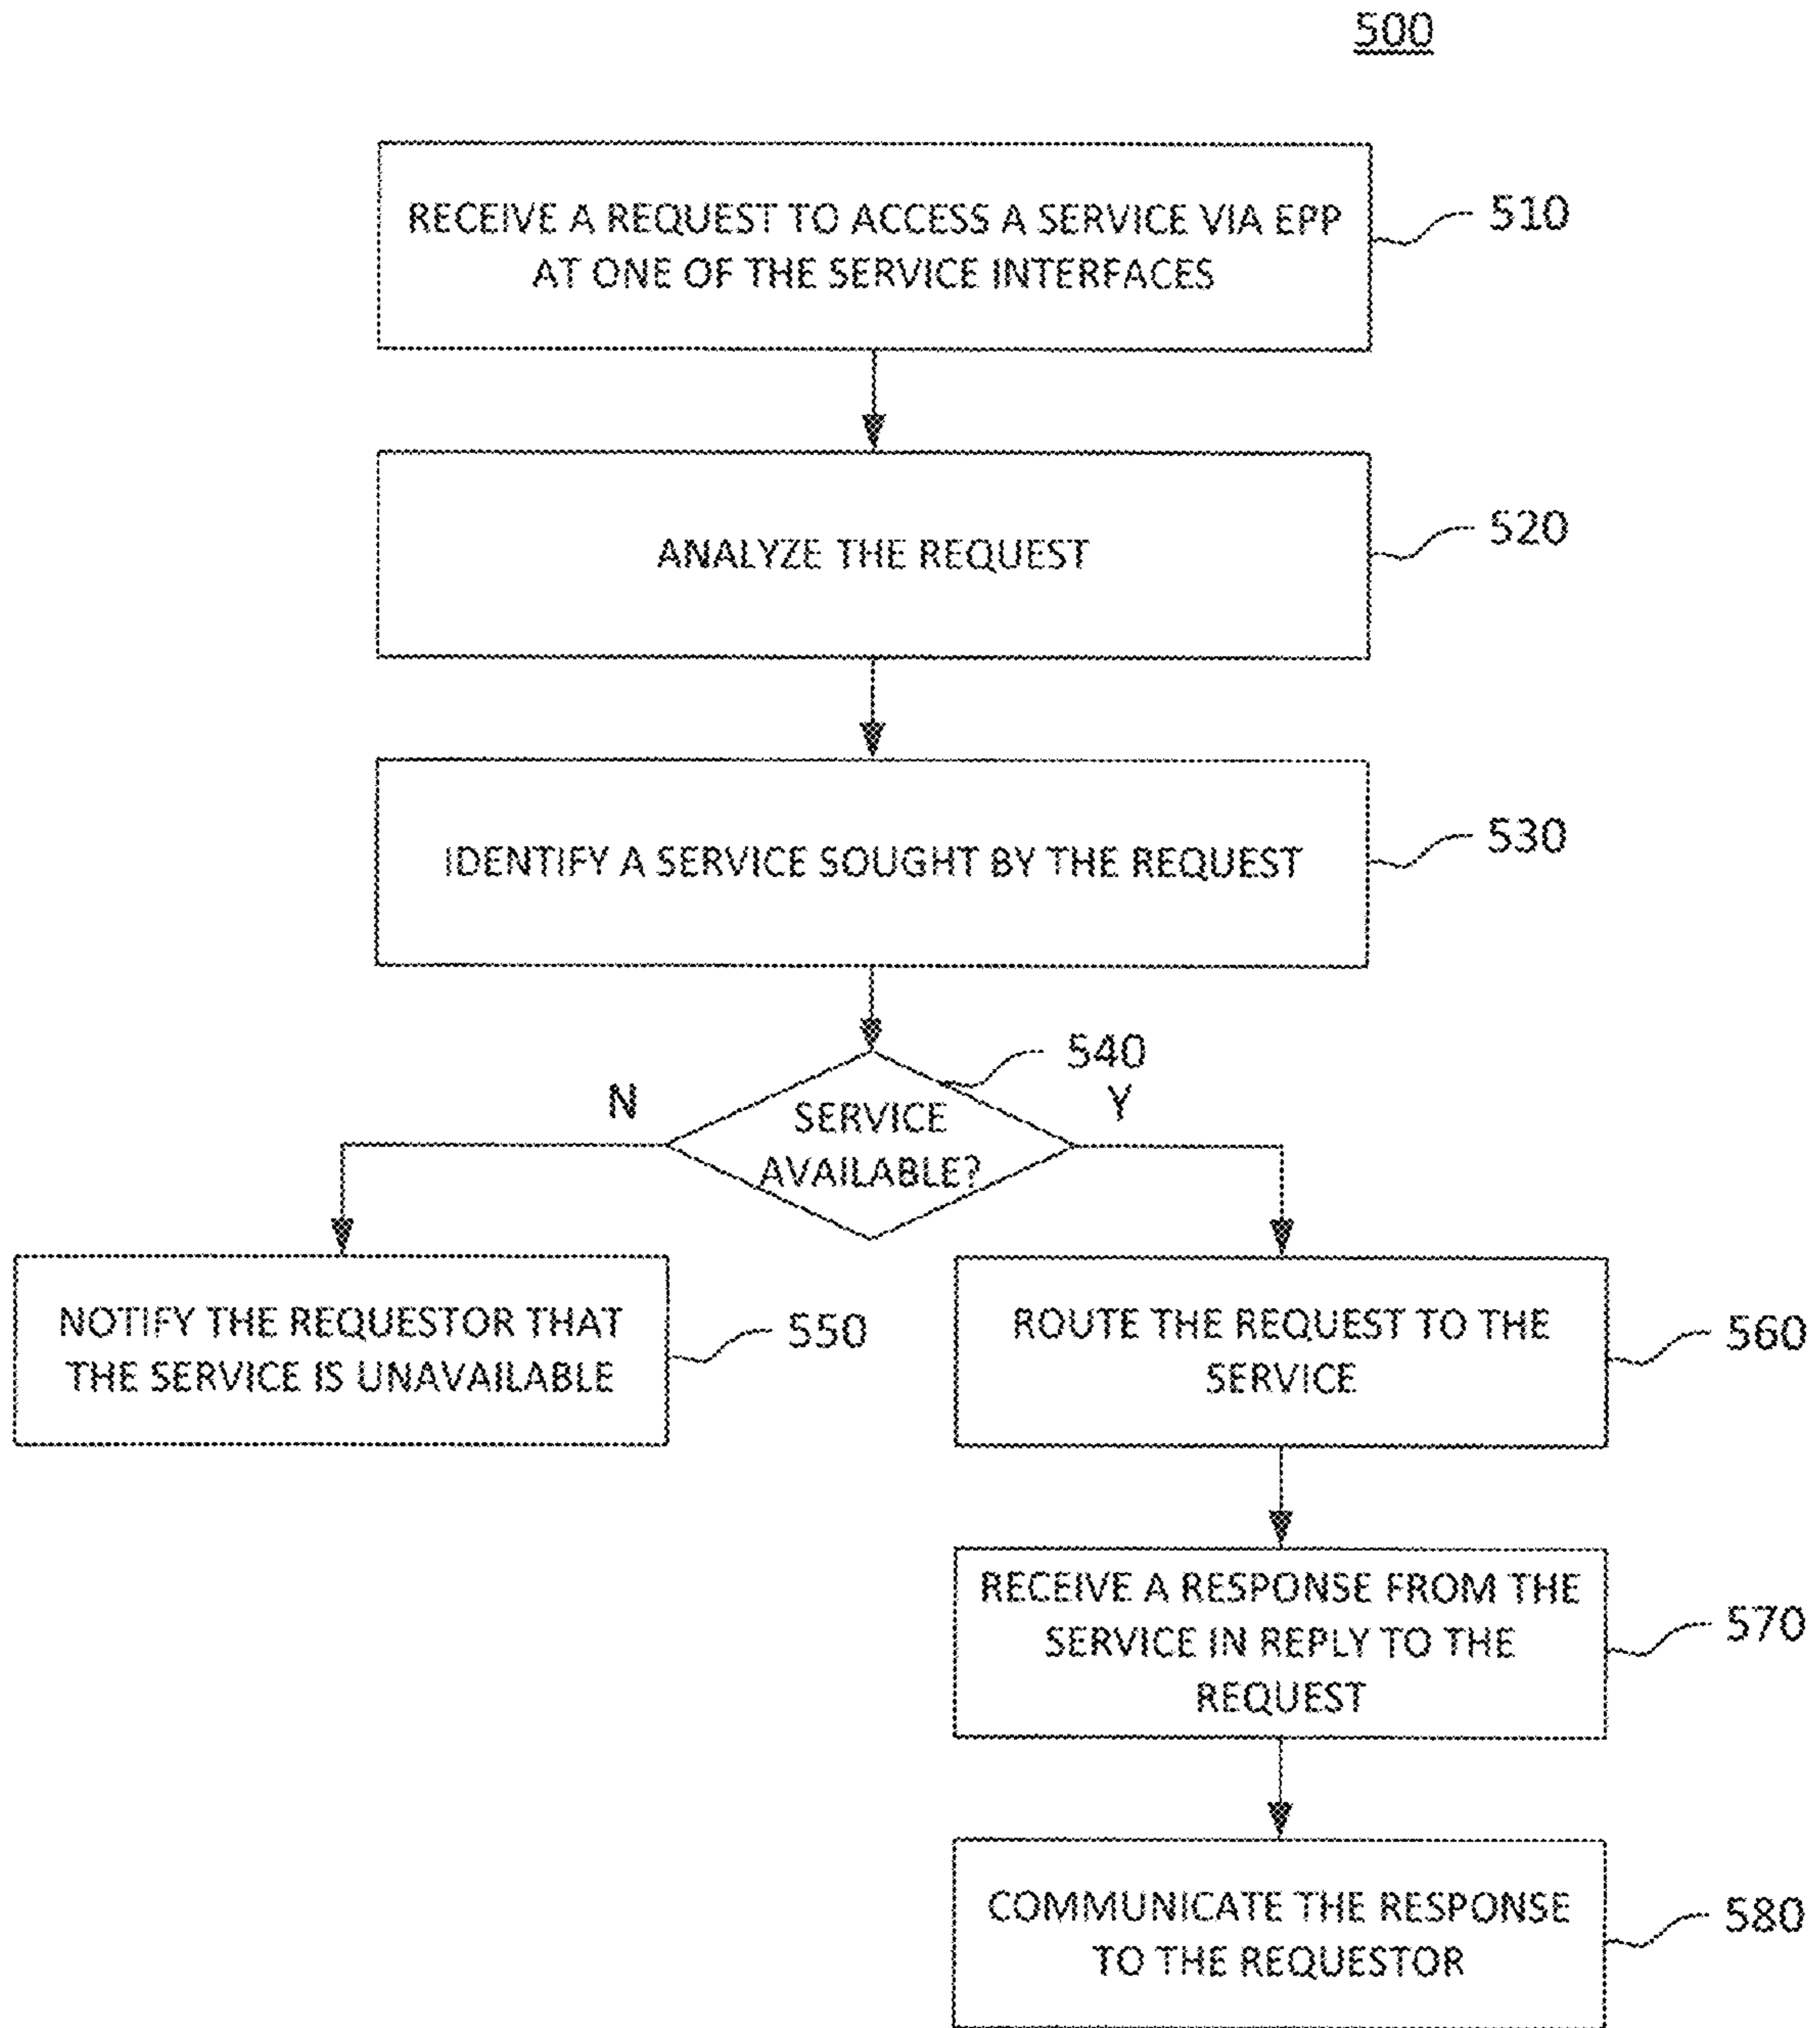 500
RECEIVE A REQUEST TO ACCESS A SERVICE VIA EPP
AT ONE OF THE SERVICE INTERFACES
510
ANALYZE THE REQUEST
520
IDENTIFY A SERVICE SOUGHT BY THE REQUEST
530
540
N
Y
SERVICE
AVAILABLE?
NOTIFY THE REQUESTOR THAT
THE SERVICE IS UNAVAILABLE
550
ROUTE THE REQUEST TO THE
SERVICE
560
RECEIVE A RESPONSE FROM THE
SERVICE IN REPLY TO THE
REQUEST
570
COMMUNICATE THE RESPONSE
TO THE REQUESTOR
580